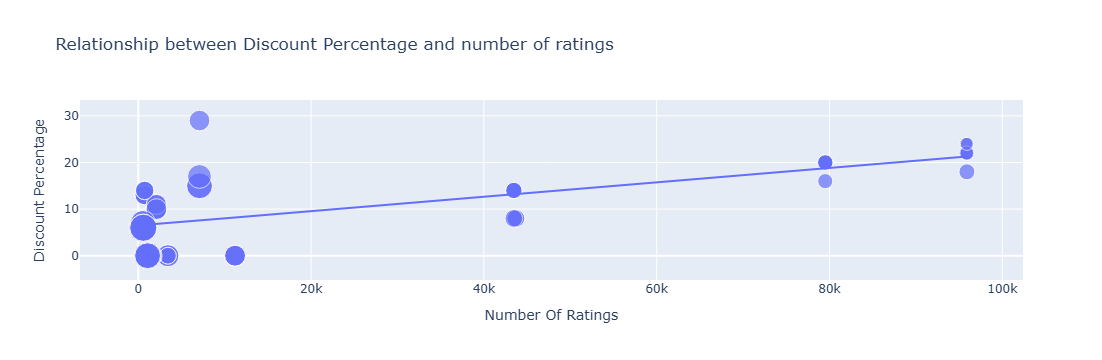 Relationship between Discount Percentage and number of ratings
Discount Percentage
30
20
10
0
0
20k
40k
60k
80k
100k
Number Of Ratings